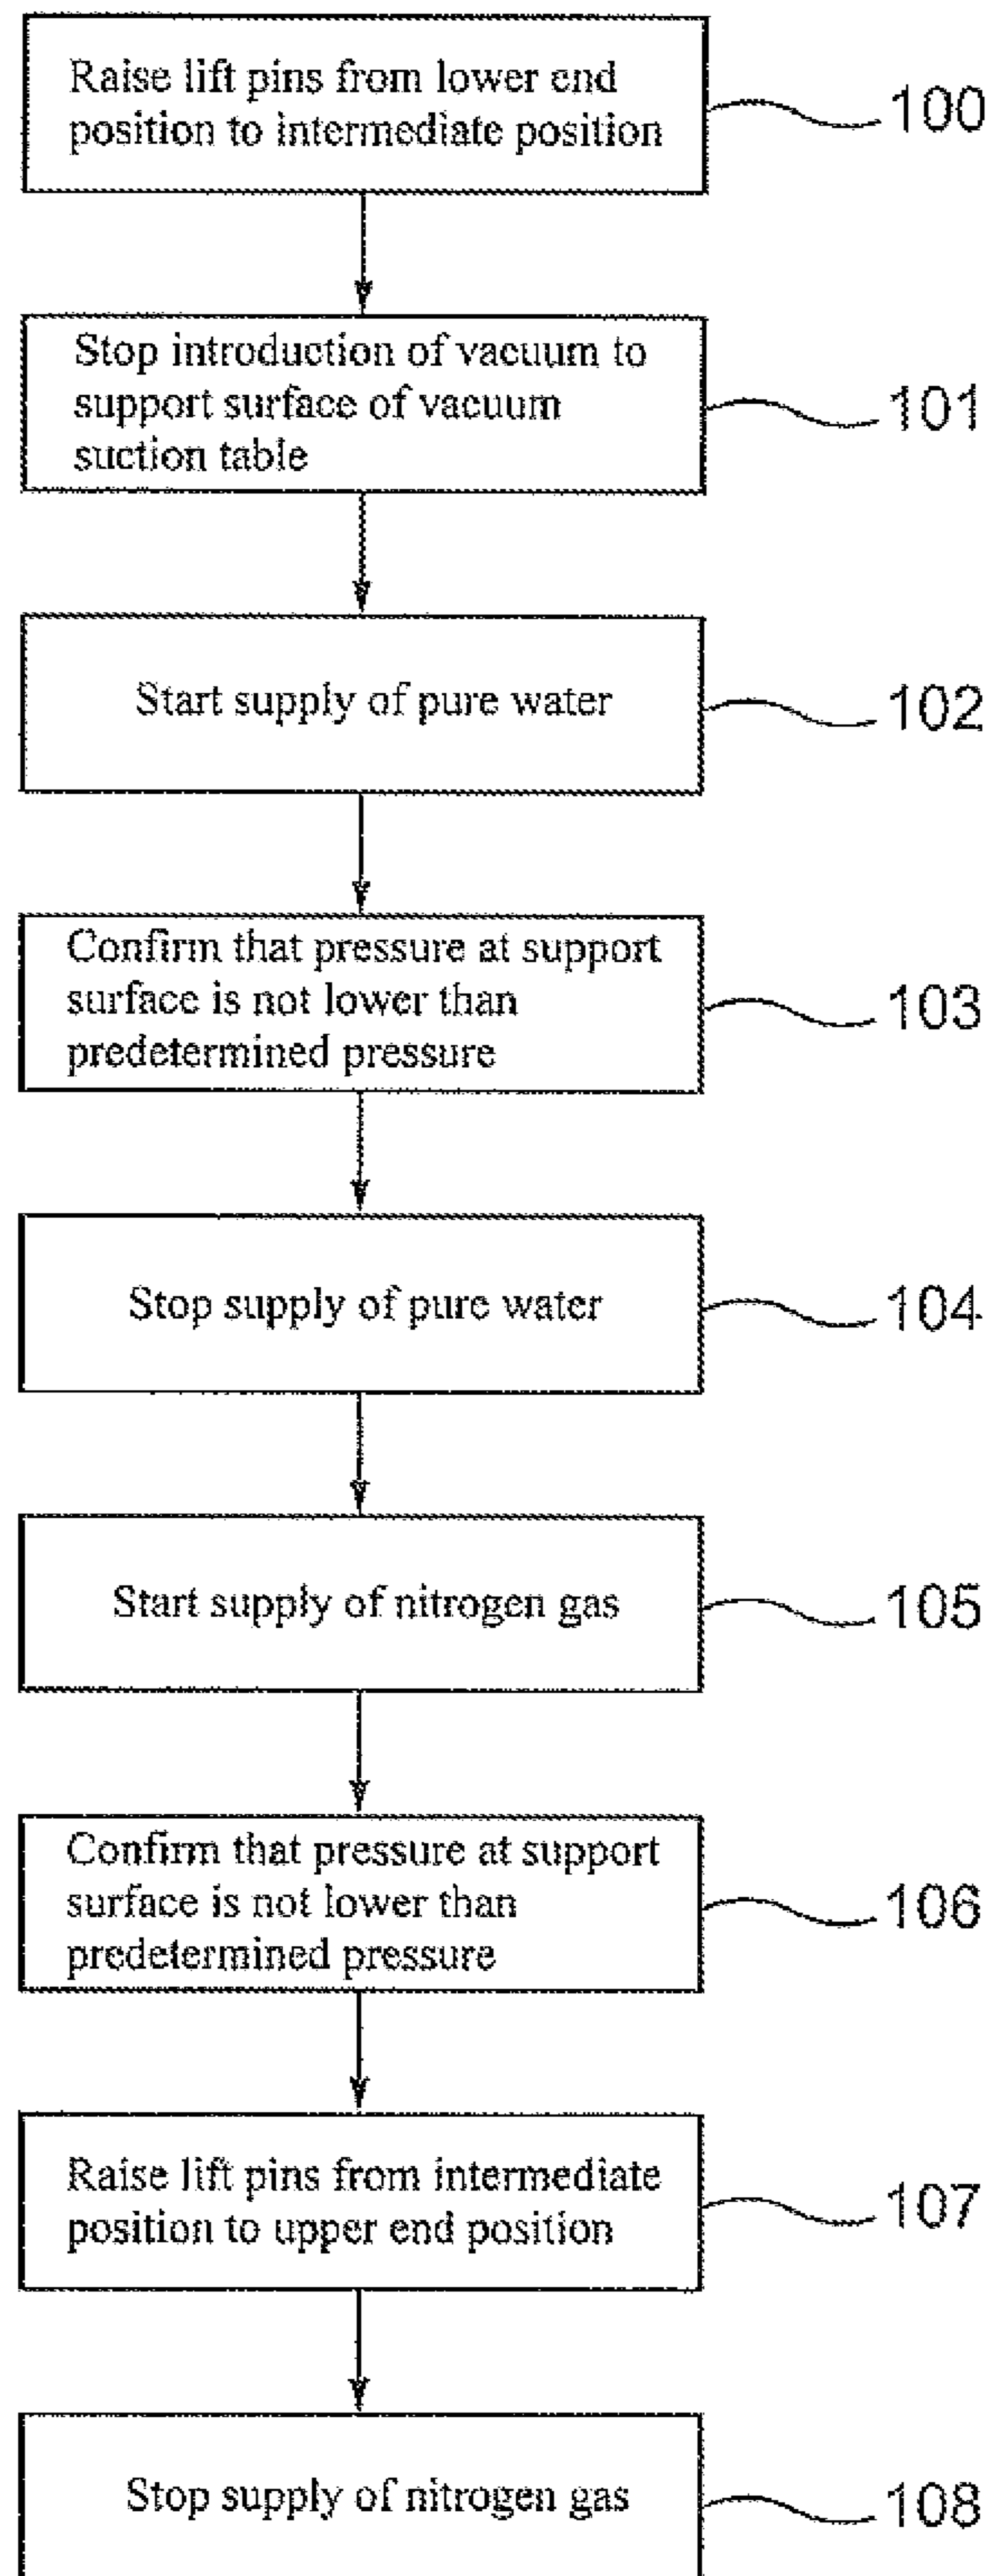 Raise lift pins from lower end
position to intermediate position
100
Stop introduction of vacuum to
support surface of vacuum
suction table
101
Start supply of pure water
102
Confirm that pressure at support
surface is not lower than
predetermined pressure
103
Stop supply of pure water
104
Start supply of nitrogen gas
105
Confirm that pressure at support
surface is not lower than
predetermined pressure
106
Raise lift pins from intermediate
position to upper end position
107
Stop supply of nitrogen gas
108